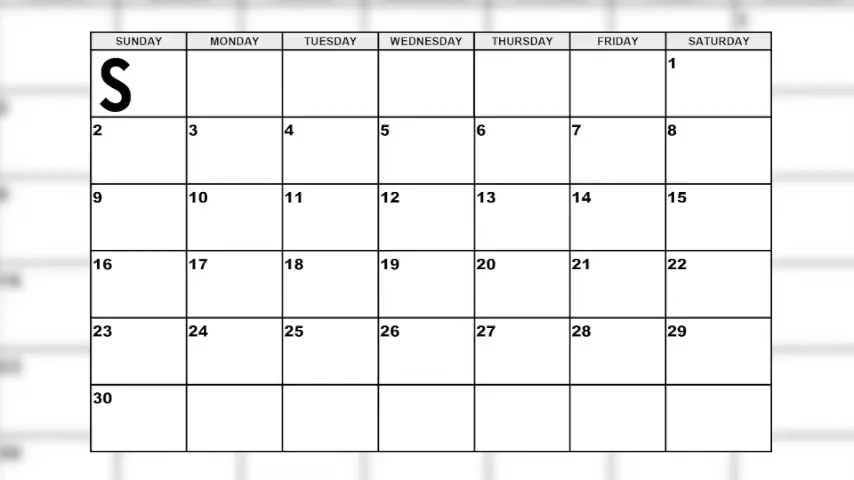 SUNDAY MONDAY TUESDAY WEDNESDAY THURSDAY FRIDAY SATURDAY
S 1
2 3 4 5 6 7 8
9 10 11 12 13 14 15
16 17 18 19 20 21 22
23 24 25 26 27 28 29
30